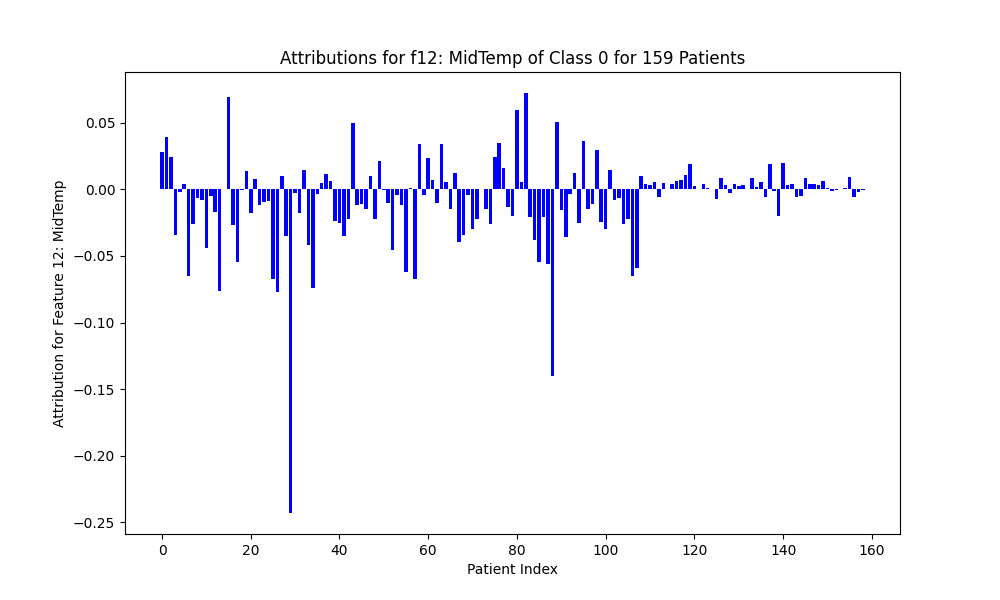 Attributions for f12: MidTemp of Class 0 for 159 Patients
Attribution for Feature 12: MidTemp
0.05
0.00
−0.05
−0.10
−0.15
−0.20
−0.25
0 20 40 60 80 100 120 140 160
Patient Index